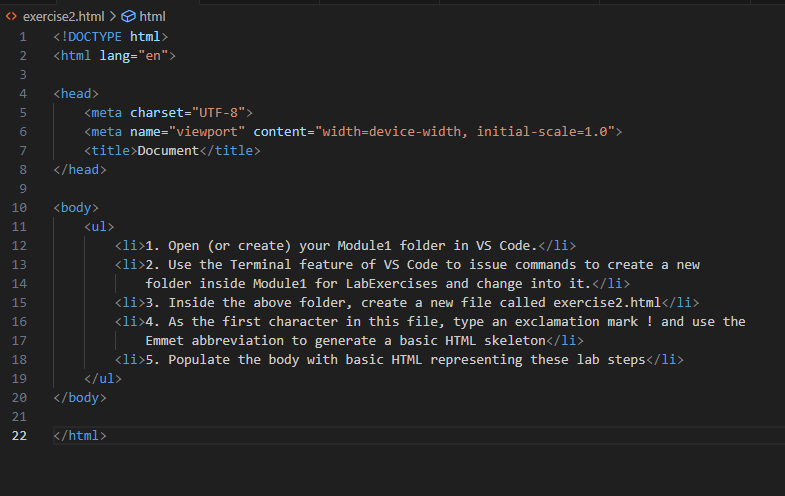 exercise2.html > html
1 <!DOCTYPE html>
2 <html lang="en">
3
4 <head>
5     <meta charset="UTF-8">
6     <meta name="viewport" content="width=device-width, initial-scale=1.0">
7     <title>Document</title>
8 </head>
9
10 <body>
11     <ul>
12         <li>1. Open (or create) your Module1 folder in VS Code.</li>
13         <li>2. Use the Terminal feature of VS Code to issue commands to create a new
14             folder inside Module1 for LabExercises and change into it.</li>
15         <li>3. Inside the above folder, create a new file called exercise2.html</li>
16         <li>4. As the first character in this file, type an exclamation mark ! and use the
17             Emmet abbreviation to generate a basic HTML skeleton</li>
18         <li>5. Populate the body with basic HTML representing these lab steps</li>
19     </ul>
20 </body>
21
22 </html>